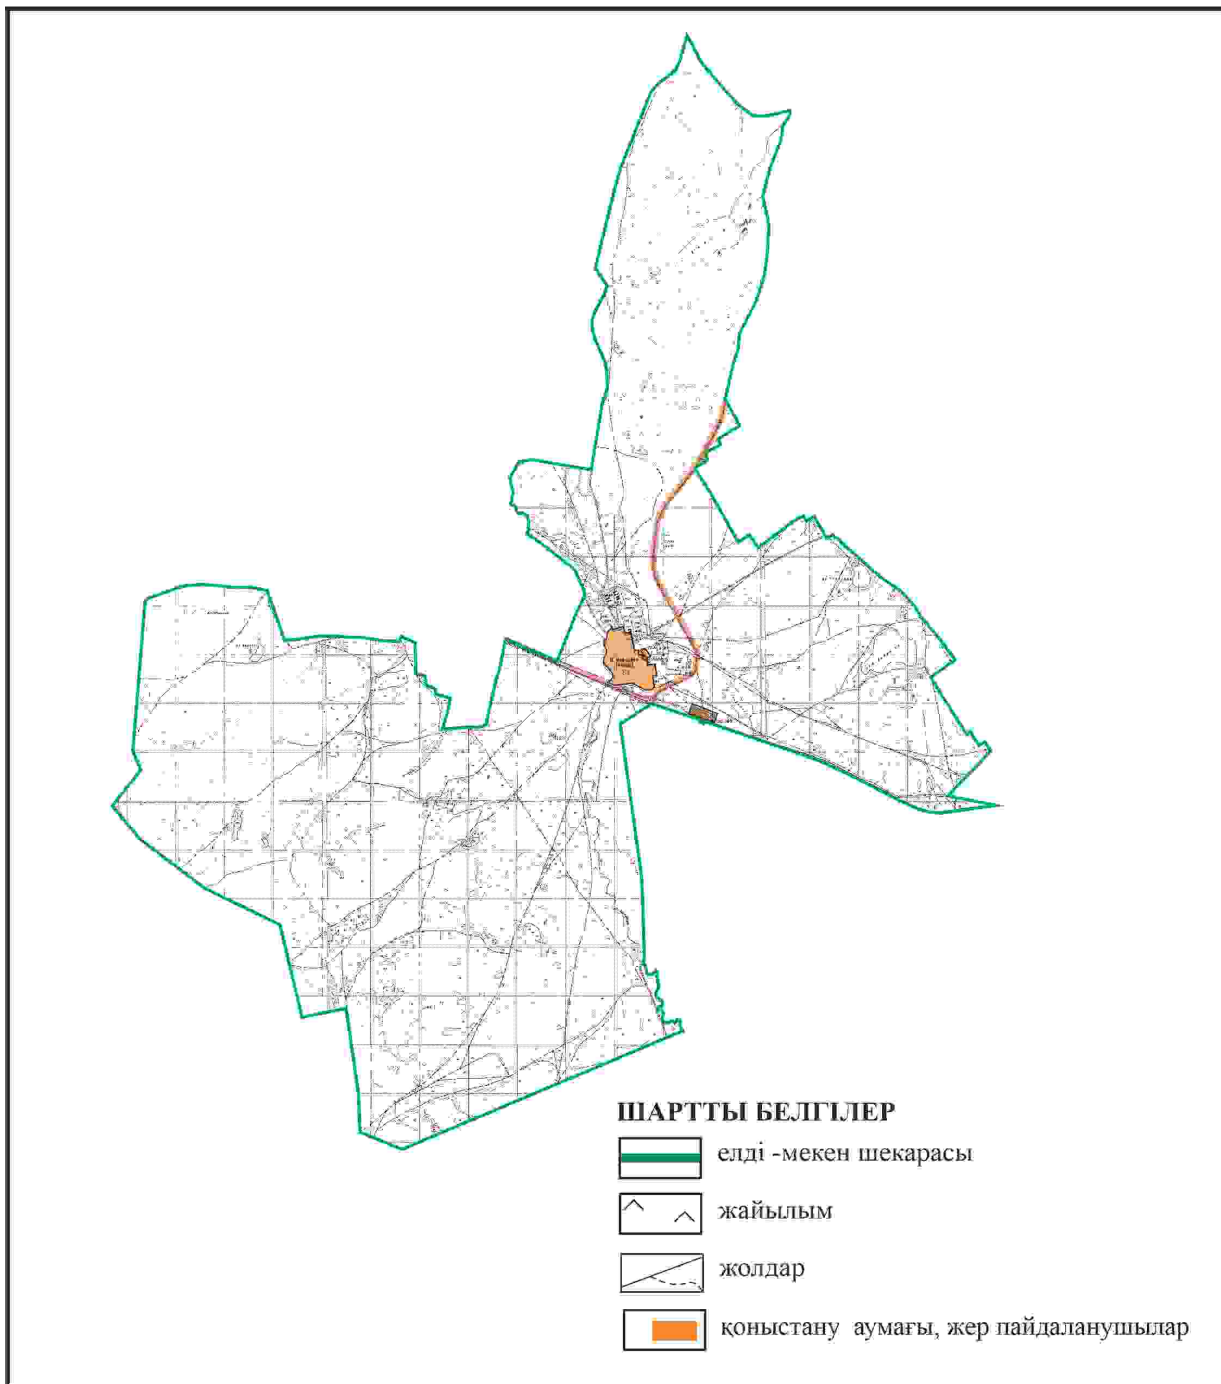 ШАРТТЫ БЕЛГІЛЕР
елді -мекен шекарасы
жайылым
жолдар
қоныстану аумағы, жер пайдаланушылар